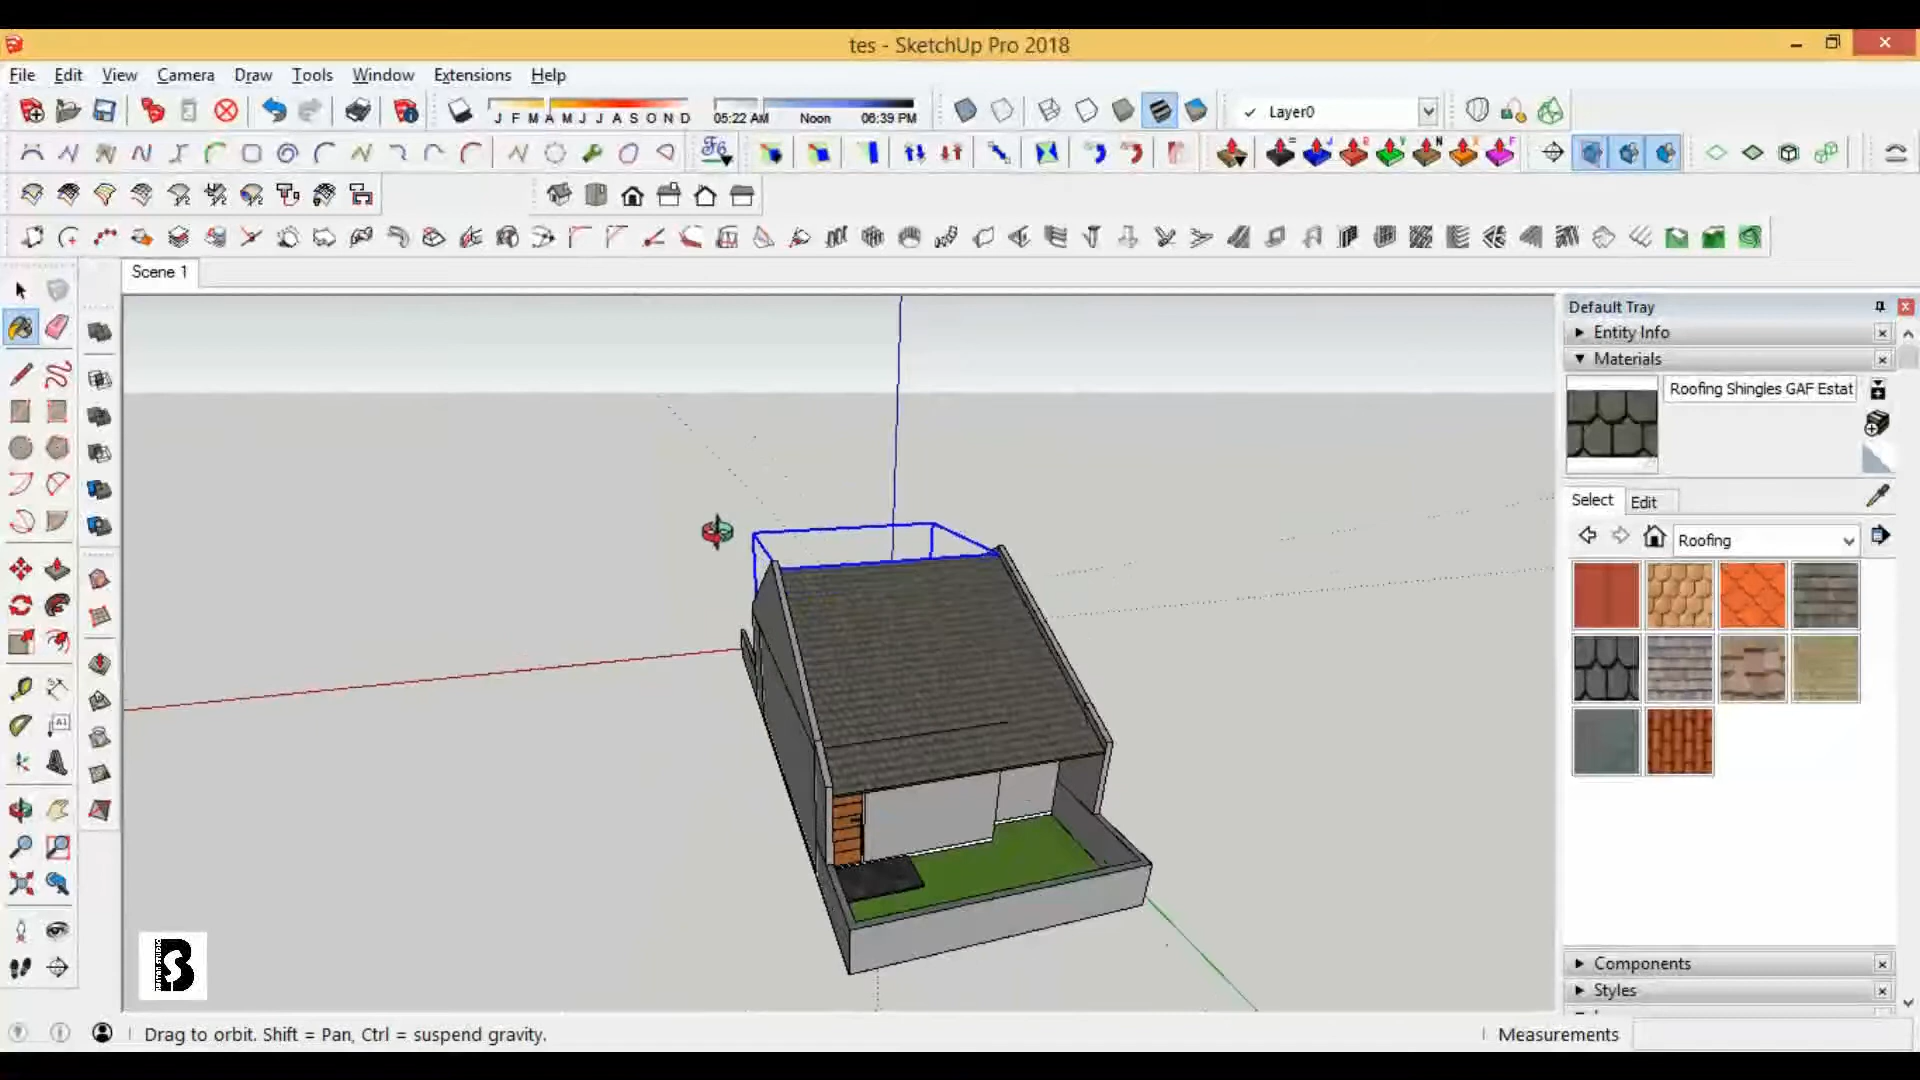 tes - SketchUp Pro 2018
File Edit View Camera Draw Tools Window Extensions Help
J F M A M J J A S O N D
05:22 AM Noon 06:39 PM
Layer0
Scene 1
Default Tray
Entity Info
Materials
Roofing Shingles GAF Estat
Select Edit
Roofing
Components
Styles
Drag to orbit. Shift = Pan, Ctrl = suspend gravity.
Measurements